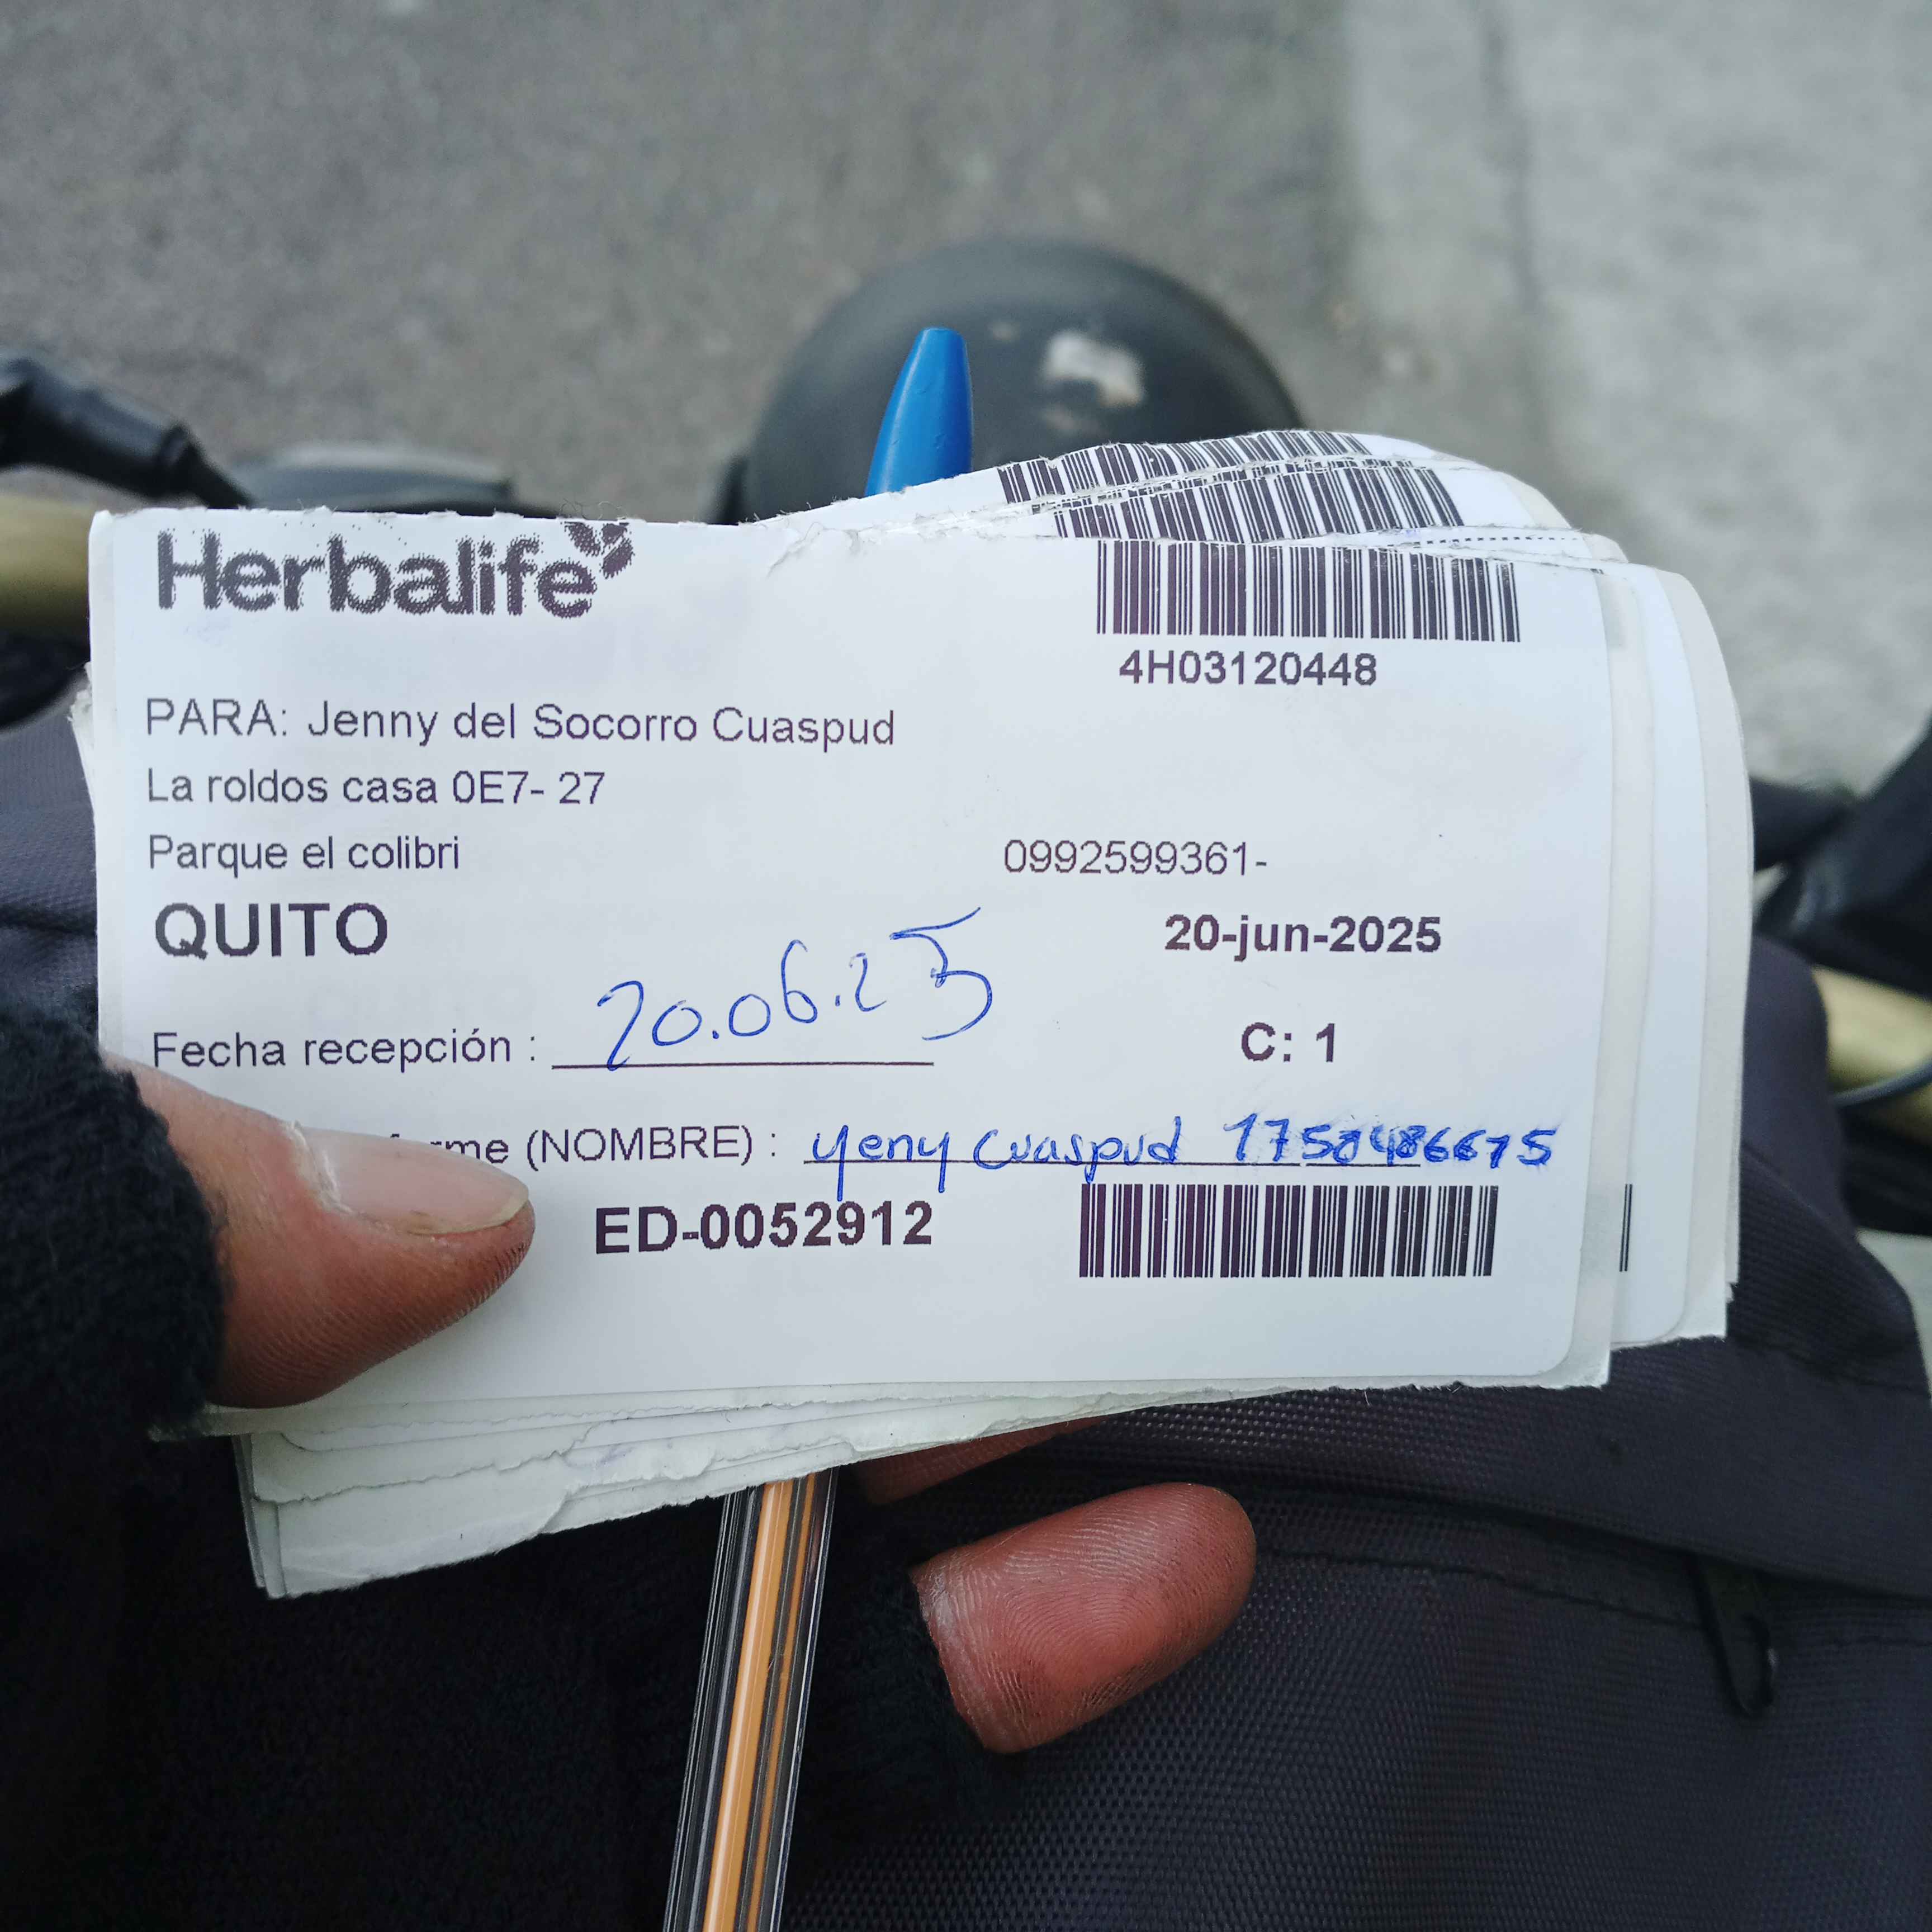 Herbalife
4H03120448
PARA: Jenny del Socorro Cuaspud
La roldos casa 0E7- 27
Parque el colibri
0992599361-
QUITO
20-jun-2025
Fecha recepción : 20.06.25
C: 1
(NOMBRE) : yeny cuaspud
ED-0052912